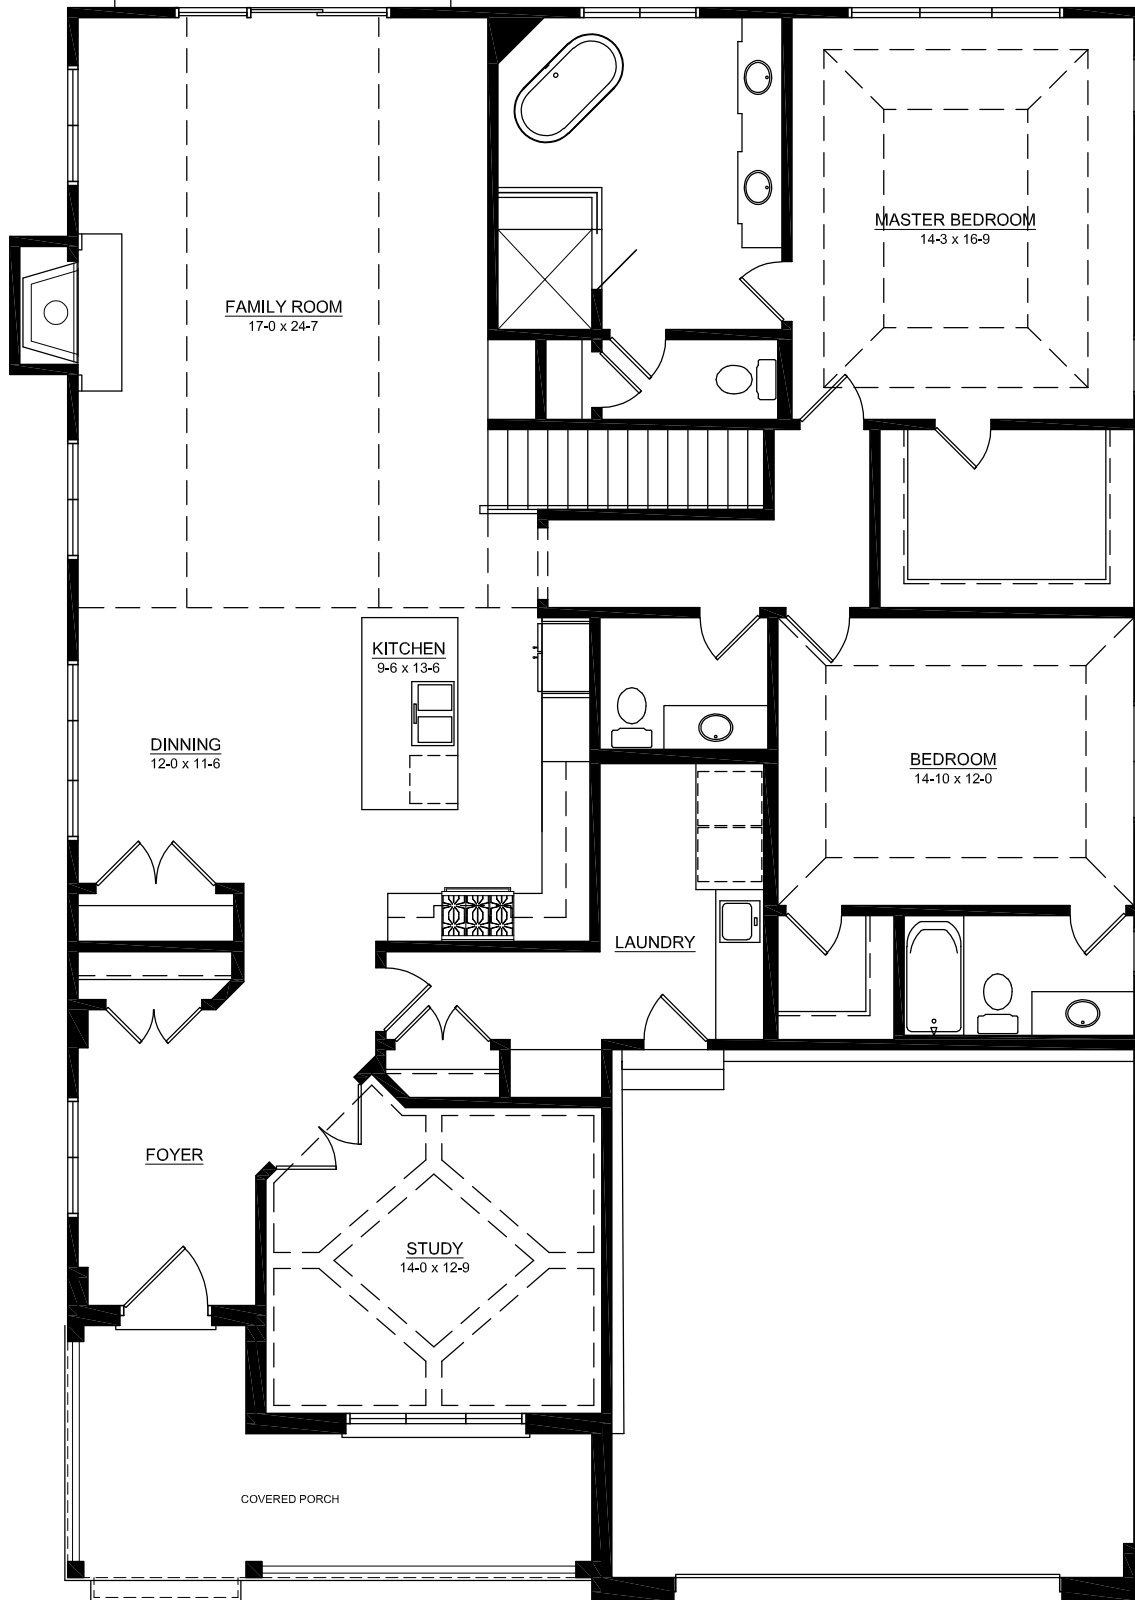 MASTER BEDROOM
14-3 x 16-9
FAMILY ROOM
17-0 x 24-7
KITCHEN
9-6 x 13-6
DINNING
12-0 x 11-6
BEDROOM
14-10 x 12-0
LAUNDRY
FOYER
STUDY
14-0 x 12-9
COVERED PORCH